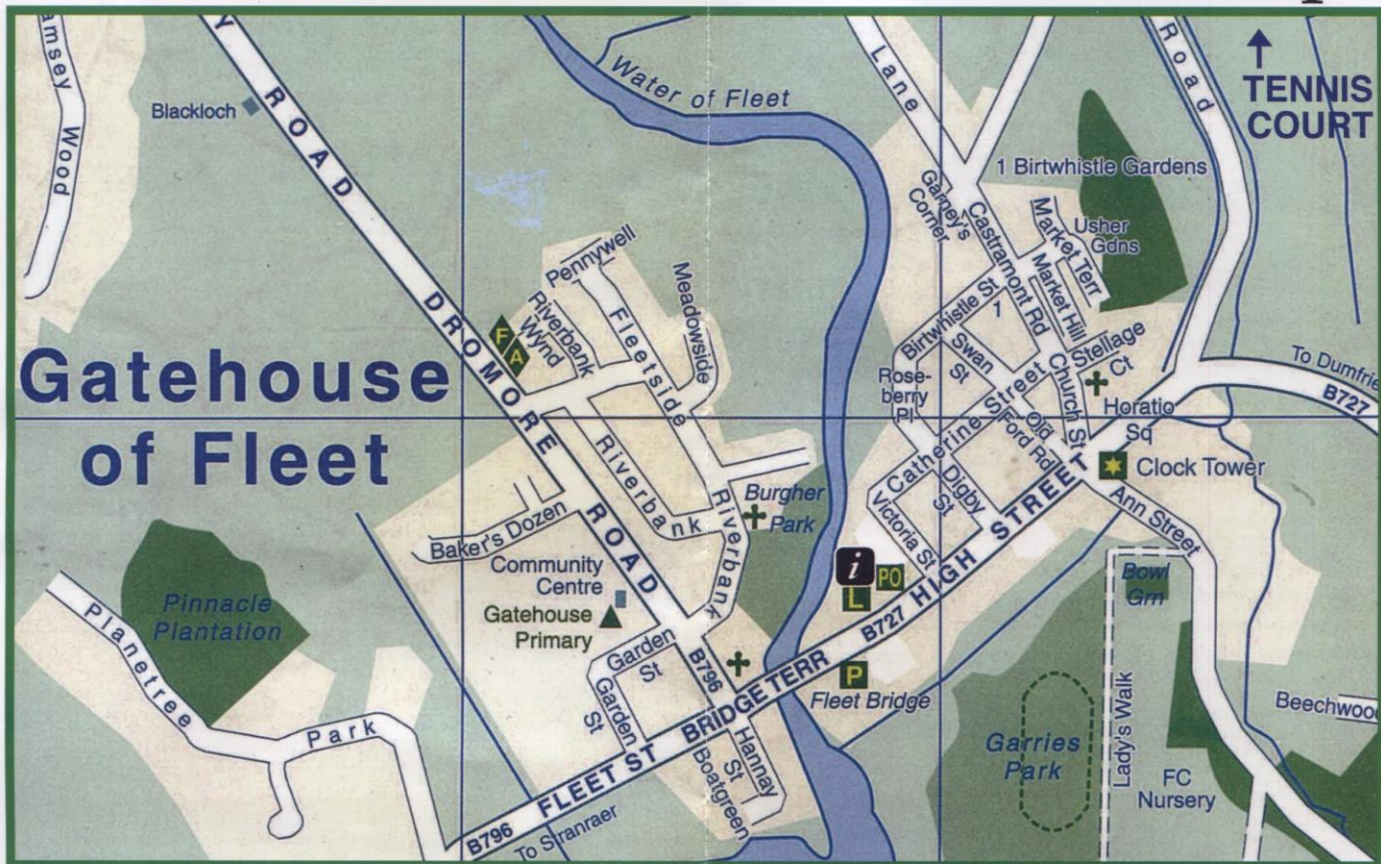 amsey Wood
Blackloch
Y ROAD
Water of Fleet
Lane
Road
TENNIS
COURT
1 Birtwhistle Gardens
Garney's
Corner
Castramont Rd
Market Terr
Usher
Gdns
Market Hill
Pennywell
Riverbank
Wynd
Fleetside
Meadowside
F
A
DROMORE ROAD
Birtwhistle St
1
Swan
St
Rose-
berry
Pl
Stellage
Ct
Church St
To Dumfrie
B727
Gatehouse
of Fleet
Horatio
Sq
Catherine Street
Old
Ford Rd
Clock Tower
Riverbank
Riverbank
Burgher
Park
Digby
St
Victoria St
Ann Street
Baker's Dozen
Community
Centre
Gatehouse
Primary
i
PO
L
B727 HIGH STREET
Bowl
Grn
Pinnacle
Plantation
Planetree Park
Garden
St
Garden
St
B796
P
Fleet Bridge
Lady's Walk
Beechwood
Garries
Park
FC
Nursery
B796 FLEET ST BRIDGE TERR
Hannay
St
Boatgreen
To Stranraer